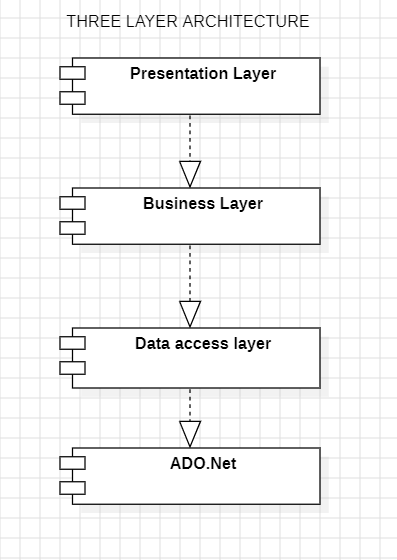 THREE LAYER ARCHITECTURE
Presentation Layer
Business Layer
Data access layer
ADO.Net